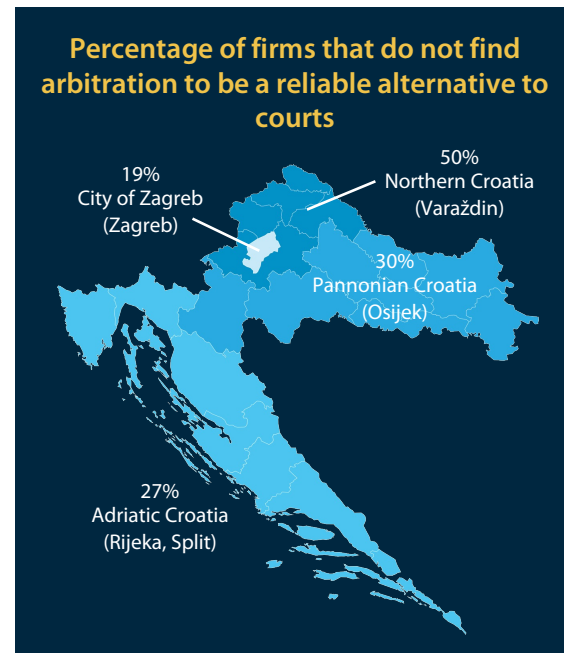 Percentage of firms that do not find
arbitration to be a reliable alternative to
courts
19%
City of Zagreb
(Zagreb)
50%
Northern Croatia
(Varaždin)
30%
Pannonian Croatia
(Osijek)
27%
Adriatic Croatia
(Rijeka, Split)